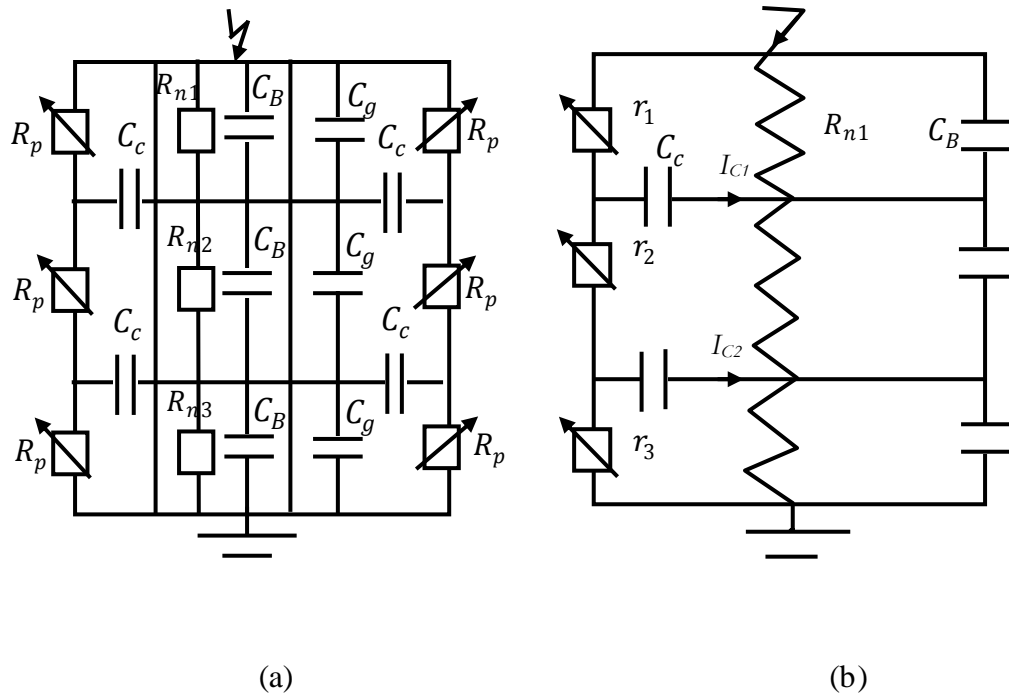 R_n1
C_B
C_g
R_p
C_c
C_c
R_p
R_n2
C_B
C_g
R_p
R_p
C_c
C_c
R_n3
C_B
C_g
R_p
R_p
(a)
r_1
R_n1
C_B
C_c
I_C1
r_2
I_C2
r_3
(b)